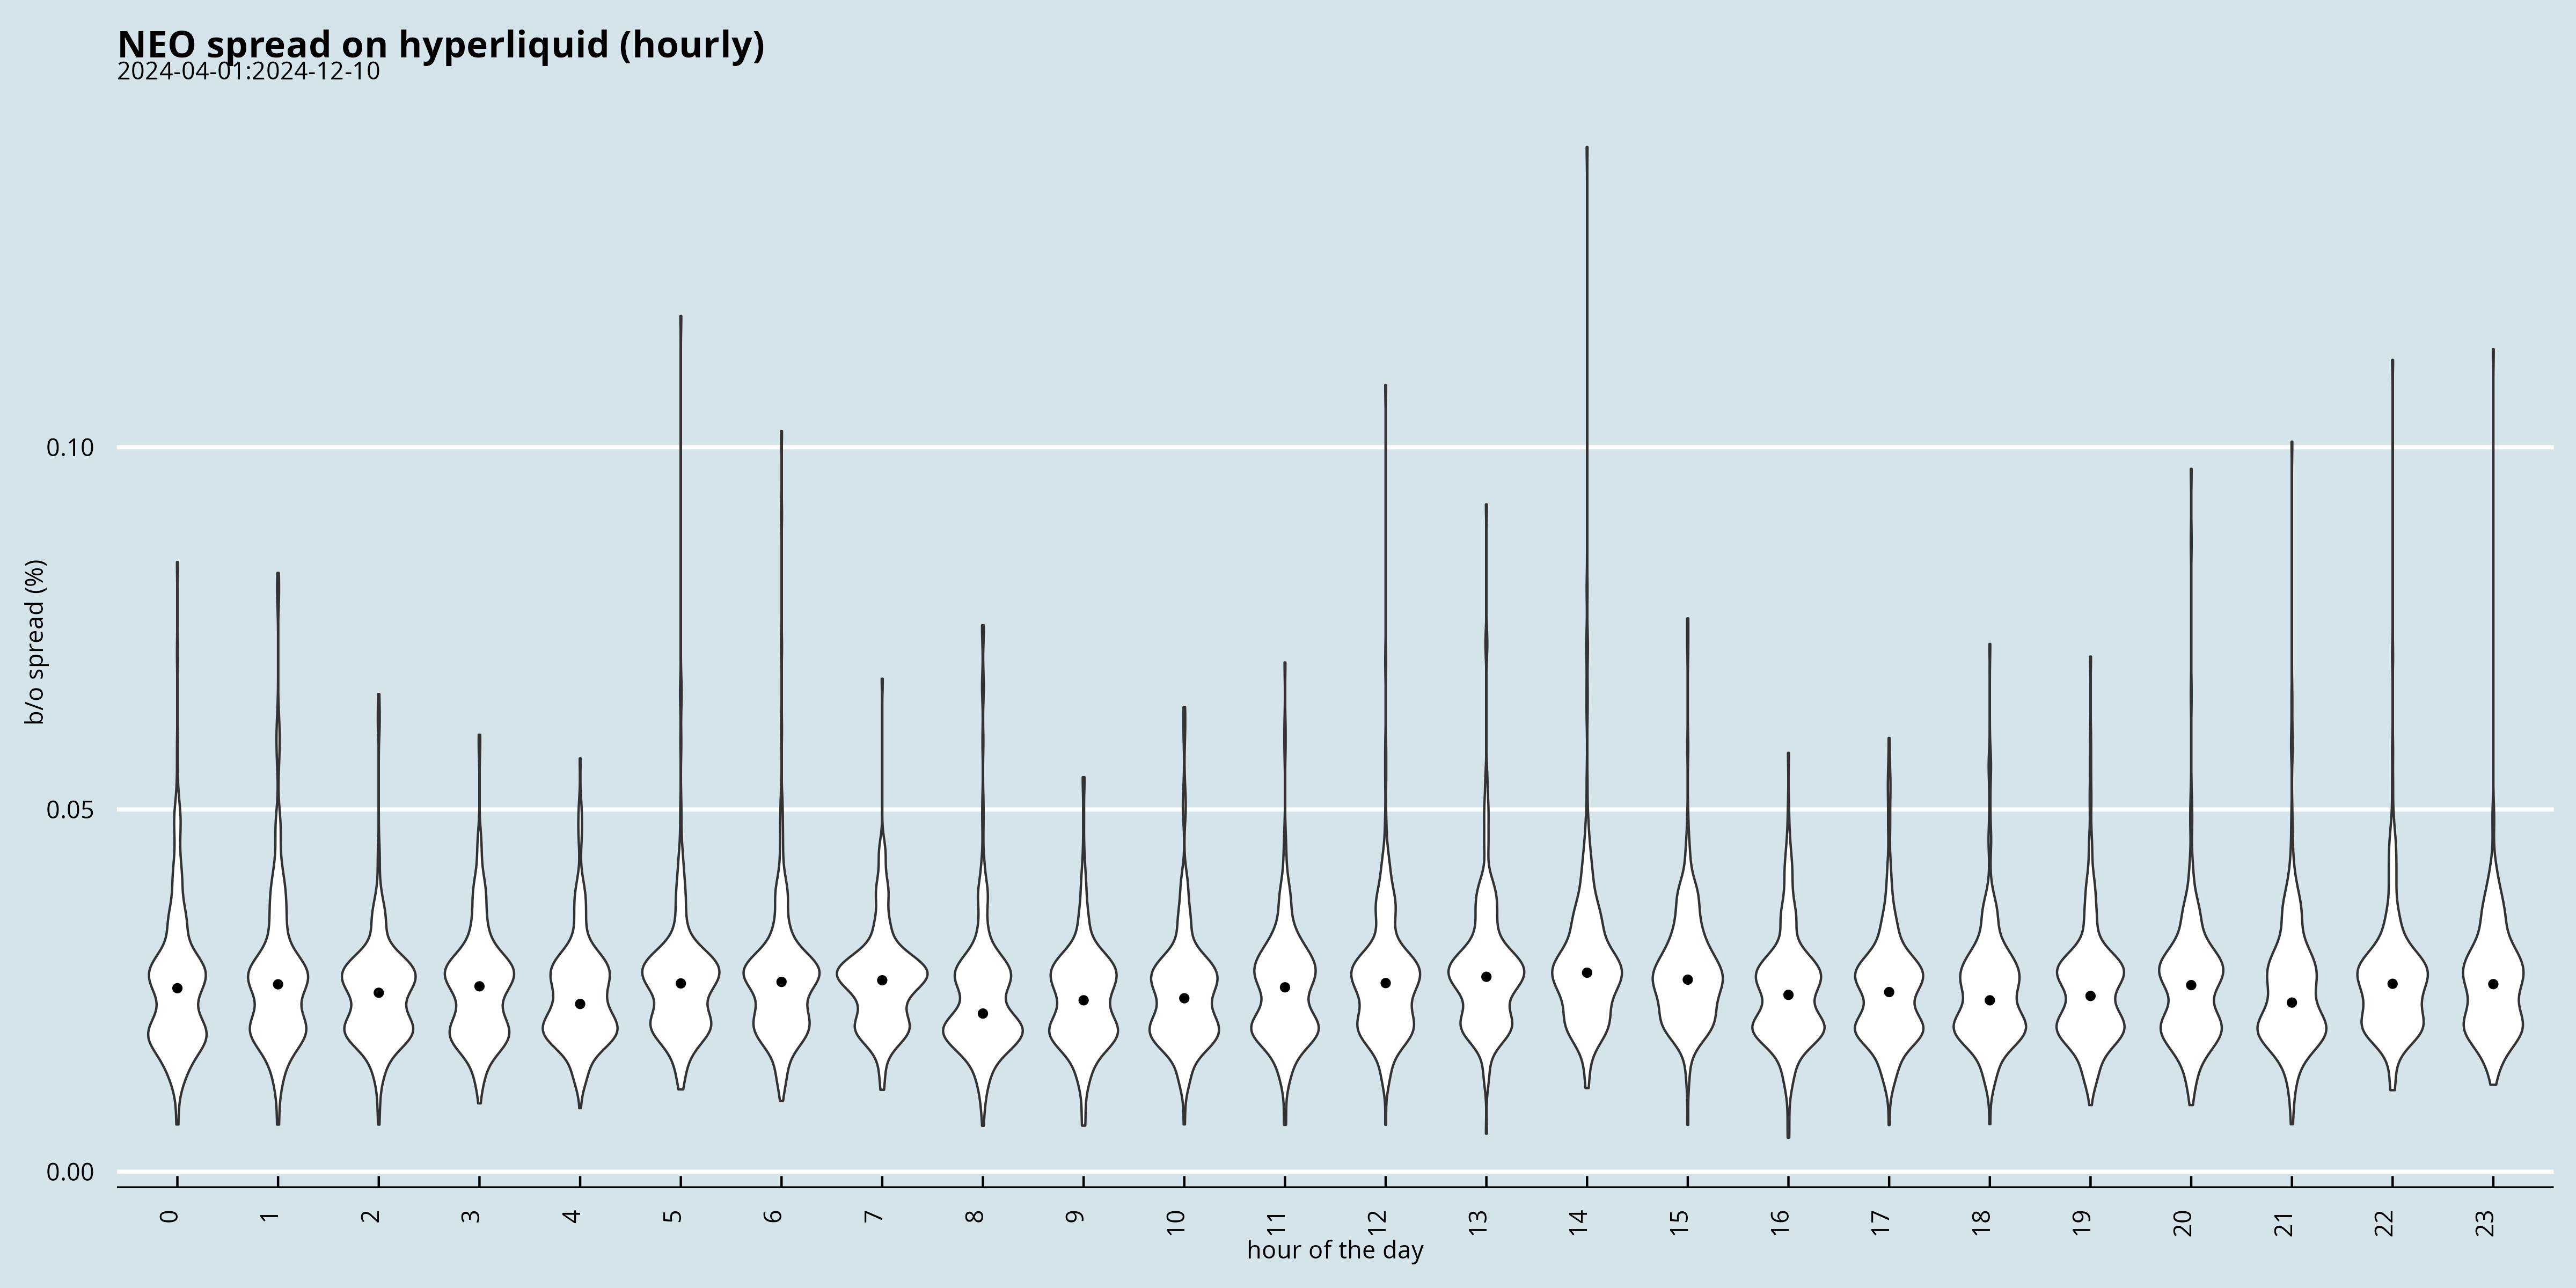 NEO spread on hyperliquid (hourly)
2024-04-01:2024-12-10
b/o spread (%)
0.10
0.05
0.00
0 1 2 3 4 5 6 7 8 9 10 11 12 13 14 15 16 17 18 19 20 21 22 23
hour of the day